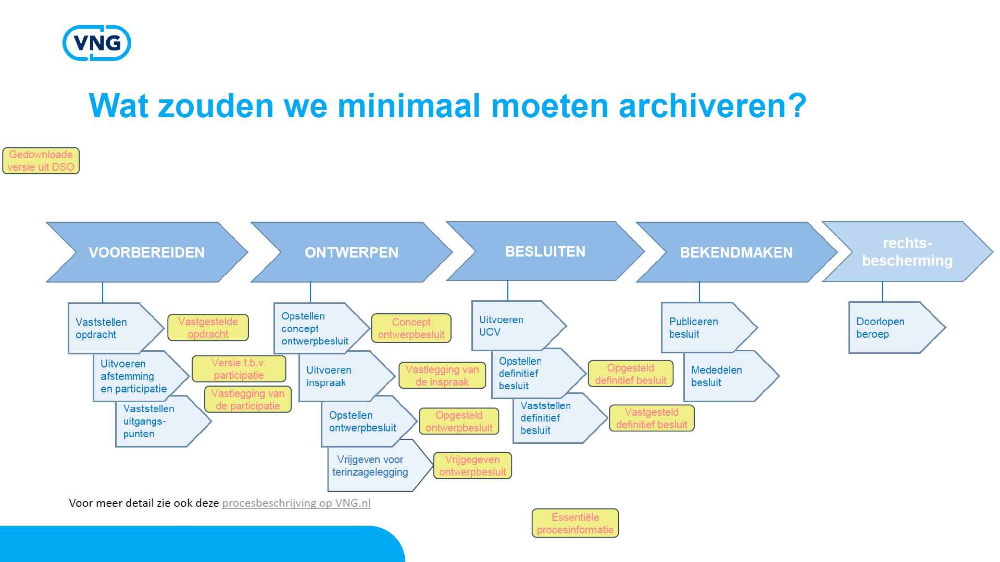 VNG
Wat zouden we minimaal moeten archiveren?
Gedownloade
versie uit DSO
VOORBEREIDEN
ONTWERPEN
BESLUITEN
BEKENDMAKEN
rechts-
bescherming
Vaststellen
opdracht
Vastgestelde
opdracht
Uitvoeren
afstemming
en participatie
Versie t.b.v.
participatie
Vastlegging van
de participatie
Vaststellen
uitgangs-
punten
Opstellen
concept
ontwerpbesluit
Concept
ontwerpbesluit
Uitvoeren
inspraak
Vastlegging van
de inspraak
Opstellen
ontwerpbesluit
Opgesteld
ontwerpbesluit
Vrijgeven voor
terinzagelegging
Vrijgegeven
ontwerpbesluit
Uitvoeren
UOV
Opstellen
definitief
besluit
Opgesteld
definitief besluit
Vaststellen
definitief
besluit
Vastgesteld
definitief besluit
Publiceren
besluit
Mededelen
besluit
Doorlopen
beroep
Voor meer detail zie ook deze procesbeschrijving op VNG.nl
Essentiële
procesinformatie